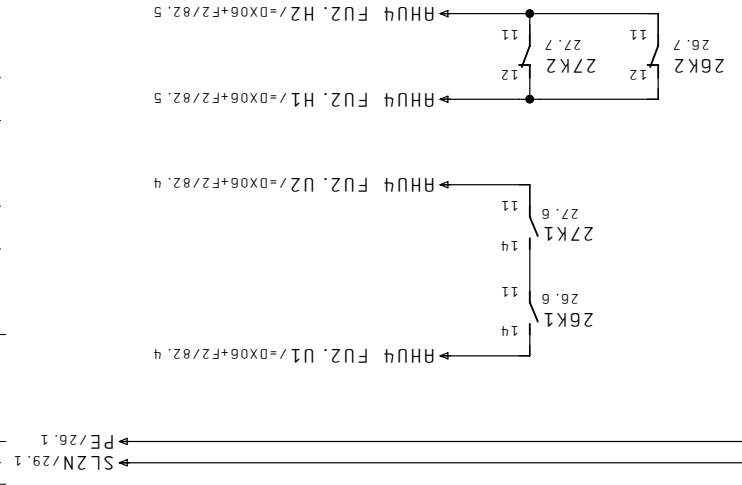 SL2N/29.1
PE/26.1
AHU4 FU2.U1/=DX06+F2/82.4
14
26K1
26.6
11
14
27K1
27.6
11
AHU4 FU2.U2/=DX06+F2/82.4
AHU4 FU2.H1/=DX06+F2/82.5
26K2 12
26.7 11
27K2 12
27.7 11
AHU4 FU2.H2/=DX06+F2/82.5